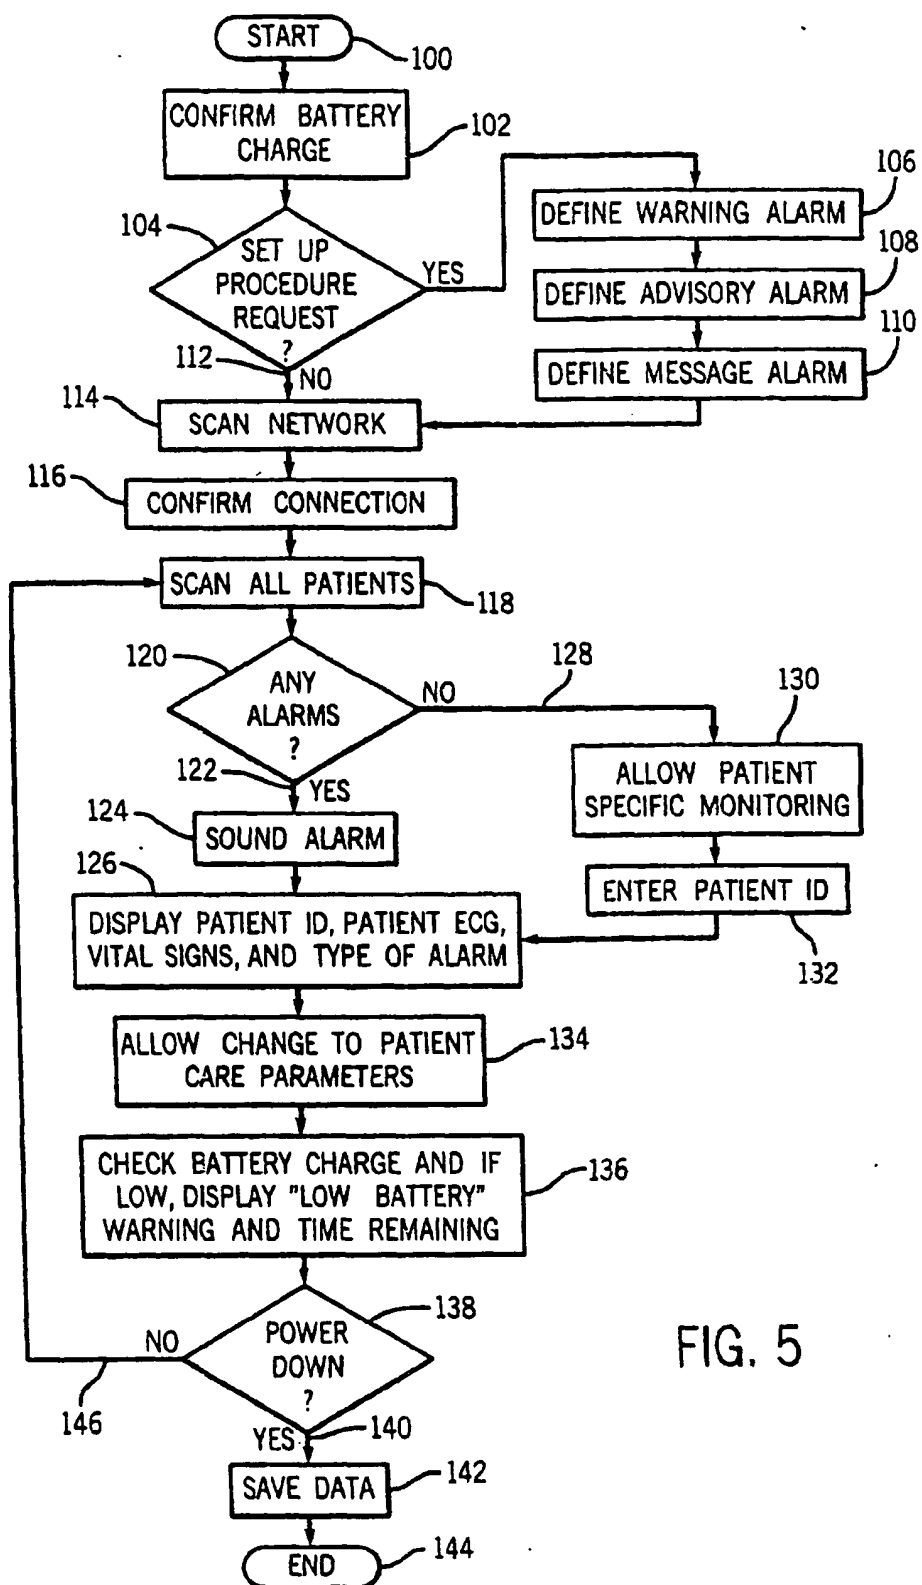 START
100
CONFIRM BATTERY
CHARGE
102
104
SET UP
PROCEDURE
REQUEST
?
YES
106
DEFINE WARNING ALARM
108
DEFINE ADVISORY ALARM
110
DEFINE MESSAGE ALARM
112
NO
114
SCAN NETWORK
116
CONFIRM CONNECTION
SCAN ALL PATIENTS
118
120
ANY
ALARMS
?
NO
128
130
ALLOW PATIENT
SPECIFIC MONITORING
122
YES
124
SOUND ALARM
126
ENTER PATIENT ID
132
DISPLAY PATIENT ID, PATIENT ECG,
VITAL SIGNS, AND TYPE OF ALARM
ALLOW CHANGE TO PATIENT
CARE PARAMETERS
134
CHECK BATTERY CHARGE AND IF
LOW, DISPLAY "LOW BATTERY"
WARNING AND TIME REMAINING
136
138
POWER
DOWN
?
NO
146
YES
140
SAVE DATA
142
END
144
FIG. 5